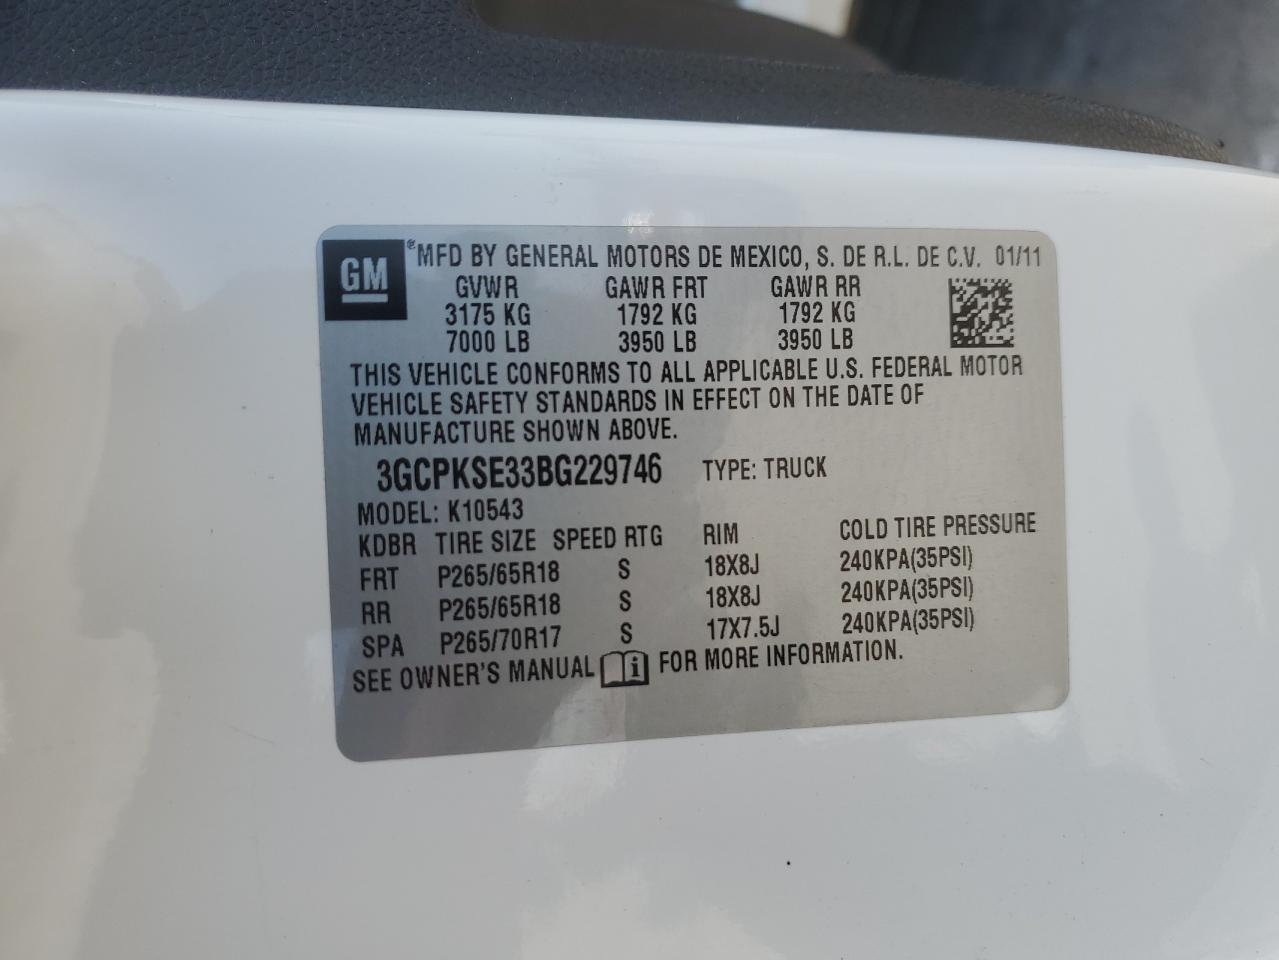 GM ® MFD BY GENERAL MOTORS DE MEXICO, S. DE R.L. DE C.V. 01/11
GVWR GAWR FRT GAWR RR
3175 KG 1792 KG 1792 KG
7000 LB 3950 LB 3950 LB
THIS VEHICLE CONFORMS TO ALL APPLICABLE U.S. FEDERAL MOTOR
VEHICLE SAFETY STANDARDS IN EFFECT ON THE DATE OF
MANUFACTURE SHOWN ABOVE.
3GCPKSE33BG229746 TYPE: TRUCK
MODEL: K10543
KDBR TIRE SIZE SPEED RTG RIM COLD TIRE PRESSURE
FRT P265/65R18 S 18X8J 240KPA(35PSI)
RR P265/65R18 S 18X8J 240KPA(35PSI)
SPA P265/70R17 S 17X7.5J 240KPA(35PSI)
SEE OWNER'S MANUAL i FOR MORE INFORMATION.